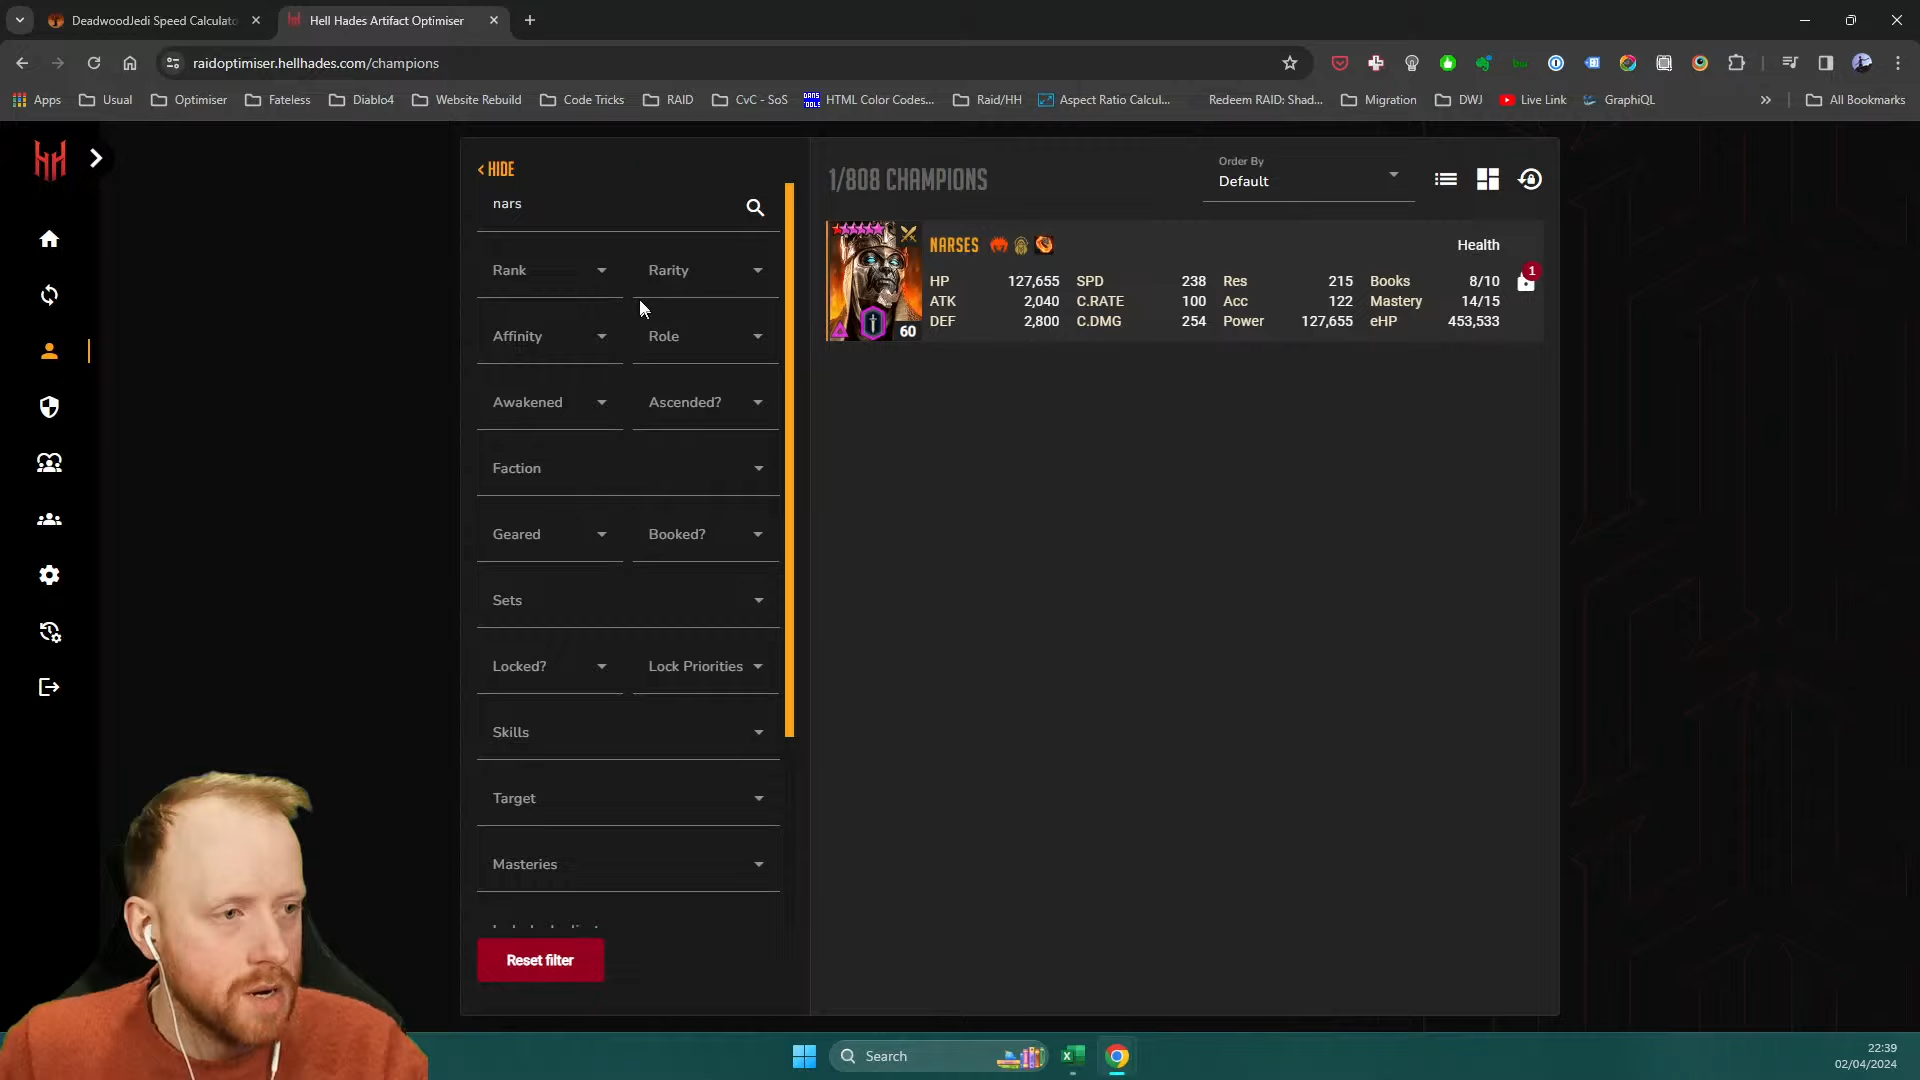 DeadwoodJedi Speed Calculato
Hell Hades Artifact Optimiser
raidoptimiser.hellhades.com/champions
Apps
Usual
Optimiser
Fateless
Diablo4
Website Rebuild
Code Tricks
RAID
CvC - SoS
HTML Color Codes...
Raid/HH
Aspect Ratio Calcul...
Redeem RAID: Shad...
Migration
DWJ
Live Link
GraphiQL
All Bookmarks
< HIDE
nars
Rank
Rarity
Affinity
Role
Awakened
Ascended?
Faction
Geared
Booked?
Sets
Locked?
Lock Priorities
Skills
Target
Masteries
Reset filter
1/808 CHAMPIONS
Order By
Default
NARSES
Health
HP 127,655 SPD 238 Res 215 Books 8/10
ATK 2,040 C.RATE 100 Acc 122 Mastery 14/15
DEF 2,800 C.DMG 254 Power 127,655 eHP 453,533
60
1
Search
22:39
02/04/2024